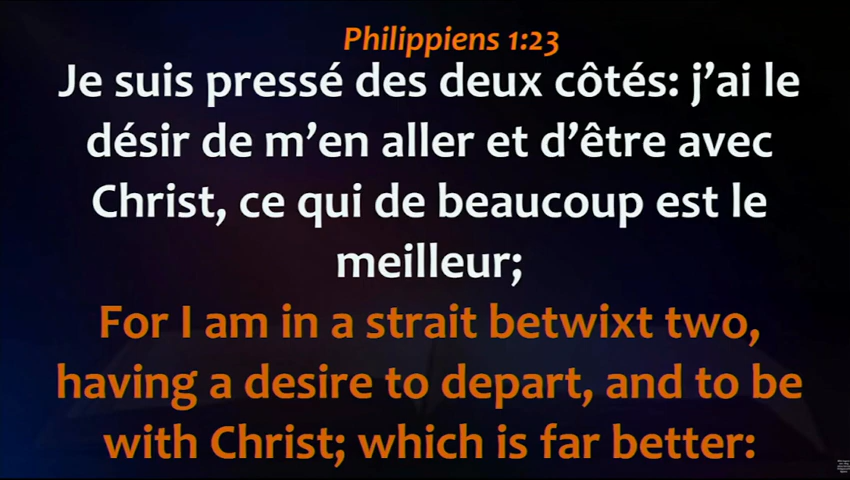 Philippiens 1:23
Je suis pressé des deux côtés: j’ai le
désir de m’en aller et d’être avec
Christ, ce qui de beaucoup est le
meilleur;
For I am in a strait betwixt two,
having a desire to depart, and to be
with Christ; which is far better: